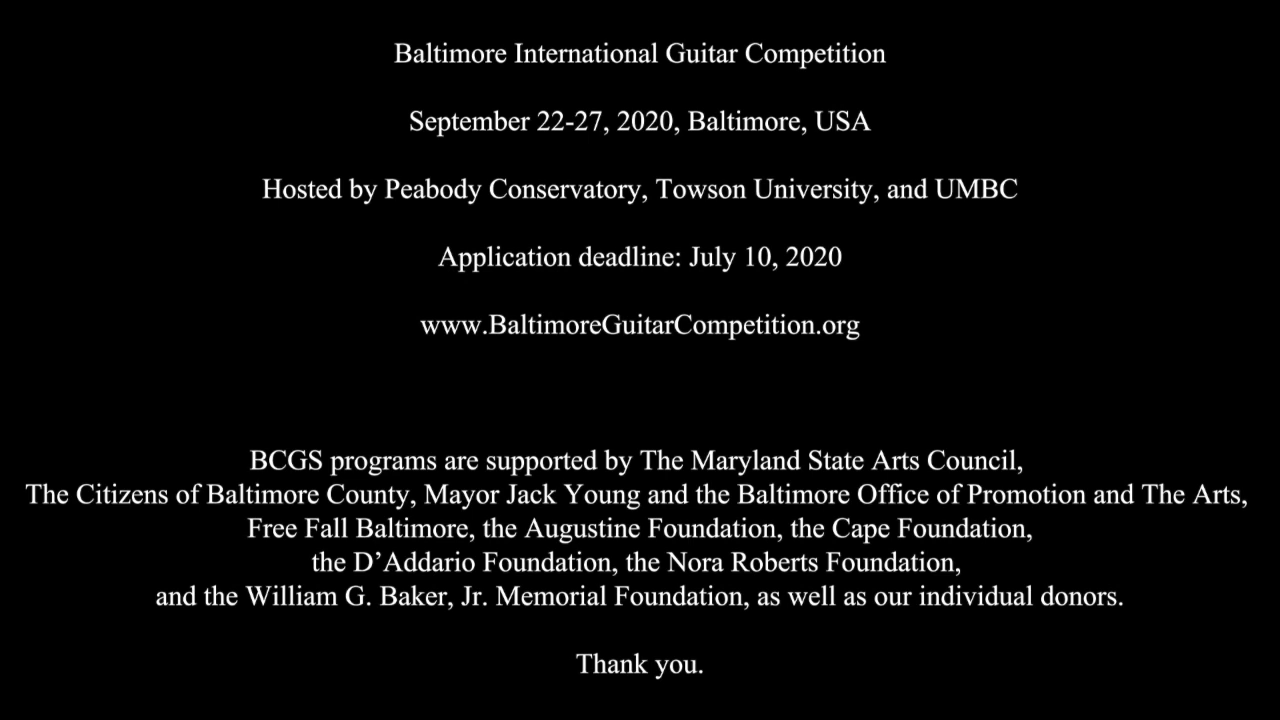 Baltimore International Guitar Competition
September 22-27, 2020, Baltimore, USA
Hosted by Peabody Conservatory, Towson University, and UMBC
Application deadline: July 10, 2020
www.BaltimoreGuitarCompetition.org
BCGS programs are supported by The Maryland State Arts Council,
The Citizens of Baltimore County, Mayor Jack Young and the Baltimore Office of Promotion and The Arts,
Free Fall Baltimore, the Augustine Foundation, the Cape Foundation,
the D’Addario Foundation, the Nora Roberts Foundation,
and the William G. Baker, Jr. Memorial Foundation, as well as our individual donors.
Thank you.